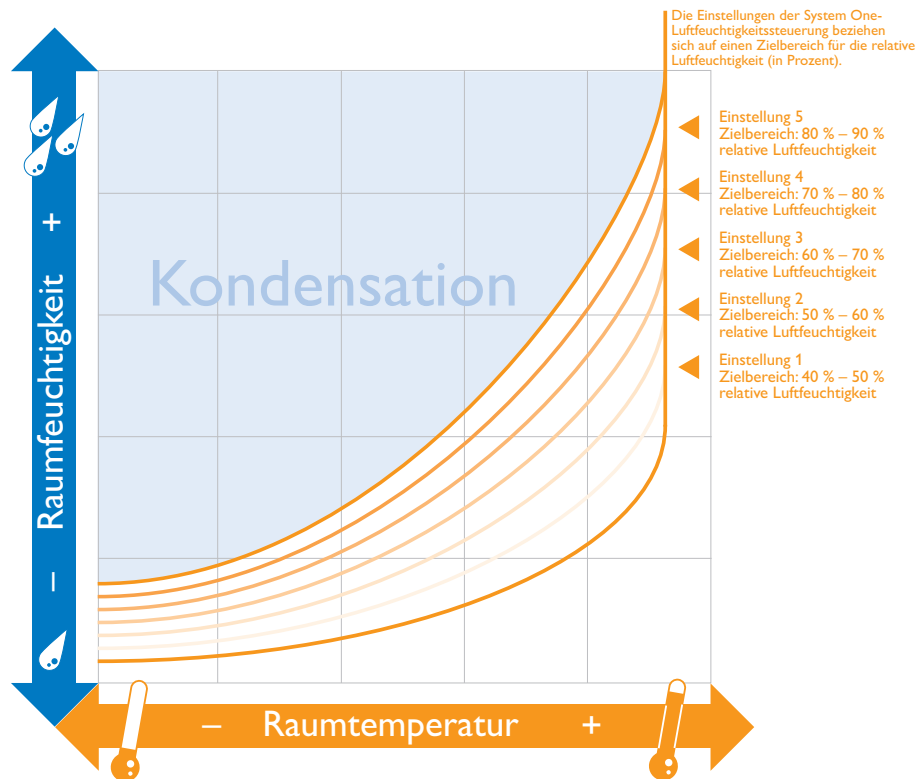 Die Einstellungen der System One-
Luftfeuchtigkeitssteuerung beziehen
sich auf einen Zielbereich für die relative
Luftfeuchtigkeit (in Prozent).
Einstellung 5
Zielbereich: 80 % – 90 %
relative Luftfeuchtigkeit
Einstellung 4
Zielbereich: 70 % – 80 %
relative Luftfeuchtigkeit
Einstellung 3
Zielbereich: 60 % – 70 %
relative Luftfeuchtigkeit
Einstellung 2
Zielbereich: 50 % – 60 %
relative Luftfeuchtigkeit
Einstellung 1
Zielbereich: 40 % – 50 %
relative Luftfeuchtigkeit
Kondensation
– Raumfeuchtigkeit +
– Raumtemperatur +